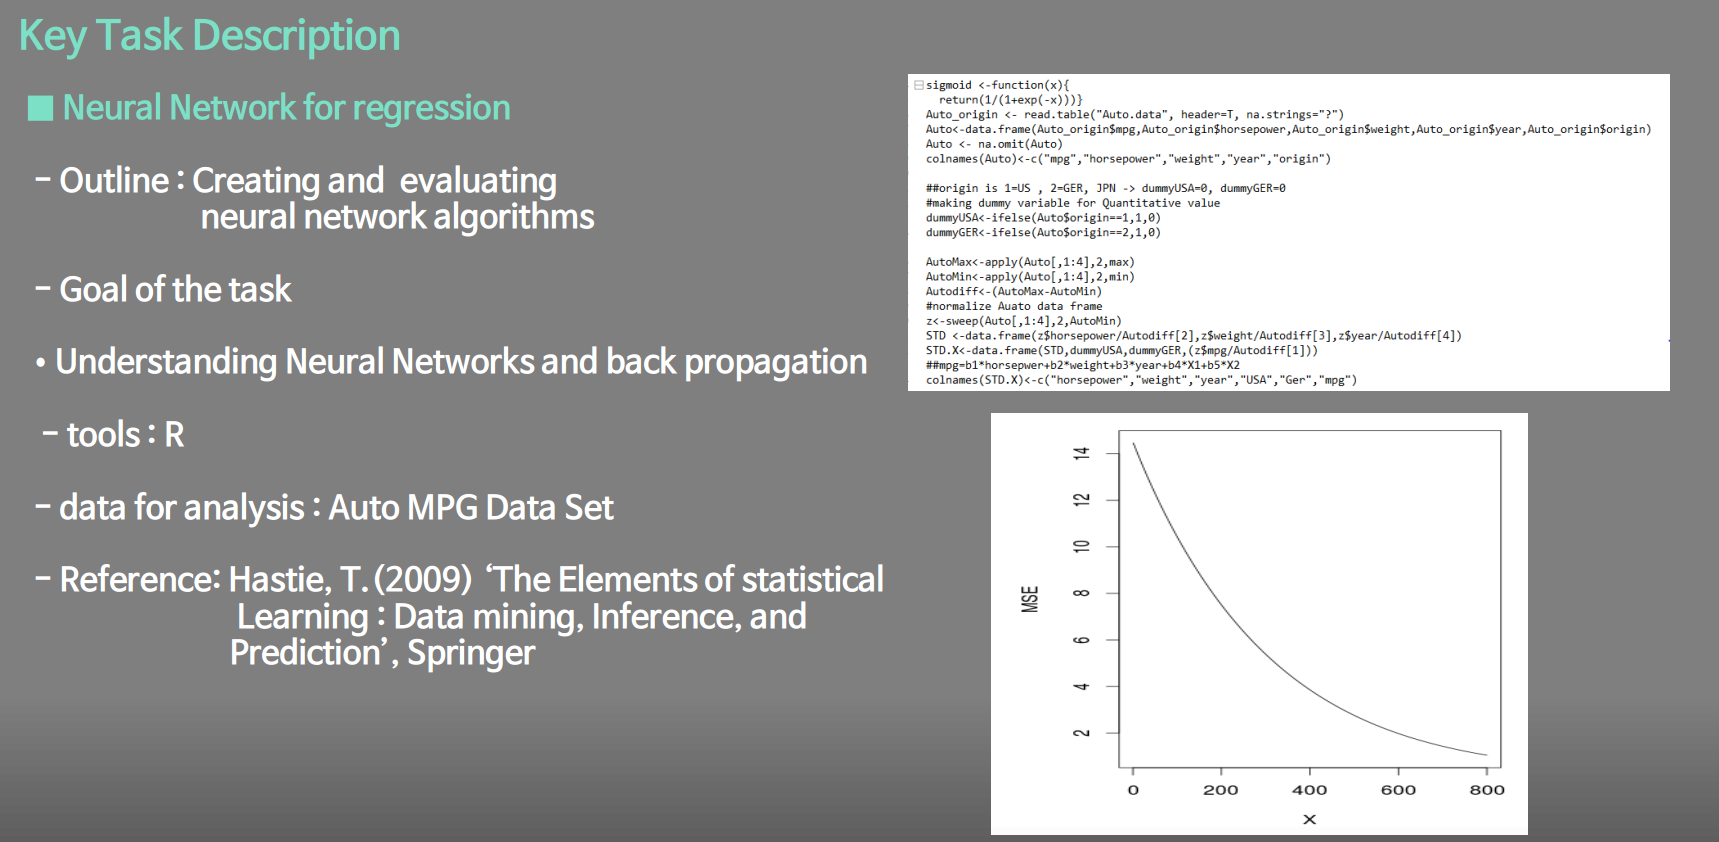 Key Task Description
■ Neural Network for regression
- Outline : Creating and evaluating
neural network algorithms
- Goal of the task
• Understanding Neural Networks and back propagation
- tools : R
- data for analysis : Auto MPG Data Set
- Reference: Hastie, T. (2009) ‘The Elements of statistical
Learning : Data mining, Inference, and
Prediction’, Springer
sigmoid <-function(x){
return(1/(1+exp(-x)))}
Auto_origin <- read.table("Auto.data", header=T, na.strings="?")
Auto<-data.frame(Auto_origin$mpg,Auto_origin$horsepower,Auto_origin$weight,Auto_origin$year,Auto_origin$origin)
Auto <- na.omit(Auto)
colnames(Auto)<-c("mpg","horsepower","weight","year","origin")
##origin is 1=US , 2=GER, JPN -> dummyUSA=0, dummyGER=0
#making dummy variable for Quantitative value
dummyUSA<-ifelse(Auto$origin==1,1,0)
dummyGER<-ifelse(Auto$origin==2,1,0)
AutoMax<-apply(Auto[,1:4],2,max)
AutoMin<-apply(Auto[,1:4],2,min)
Autodiff<-(AutoMax-AutoMin)
#normalize Auato data frame
z<-sweep(Auto[,1:4],2,AutoMin)
STD <-data.frame(z$horsepower/Autodiff[2],z$weight/Autodiff[3],z$year/Autodiff[4])
STD.X<-data.frame(STD,dummyUSA,dummyGER,(z$mpg/Autodiff[1]))
##mpg=b1*horsepwer+b2*weight+b3*year+b4*X1+b5*X2
colnames(STD.X)<-c("horsepower","weight","year","USA","Ger","mpg")
MSE
14
12
10
8
6
4
2
0 200 400 600 800
X